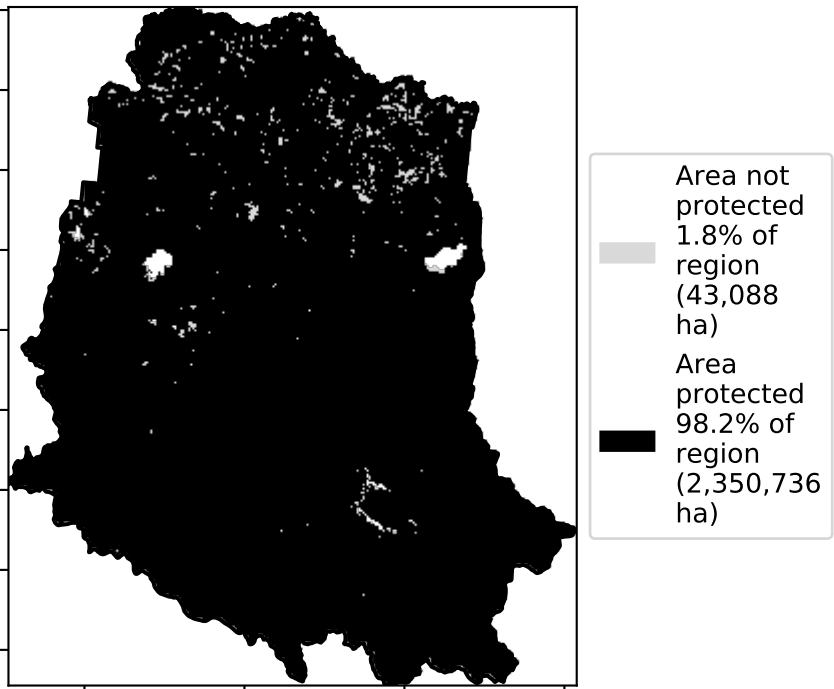 Area not
protected
1.8% of
region
(43,088
ha)
Area
protected
98.2% of
region
(2,350,736
ha)